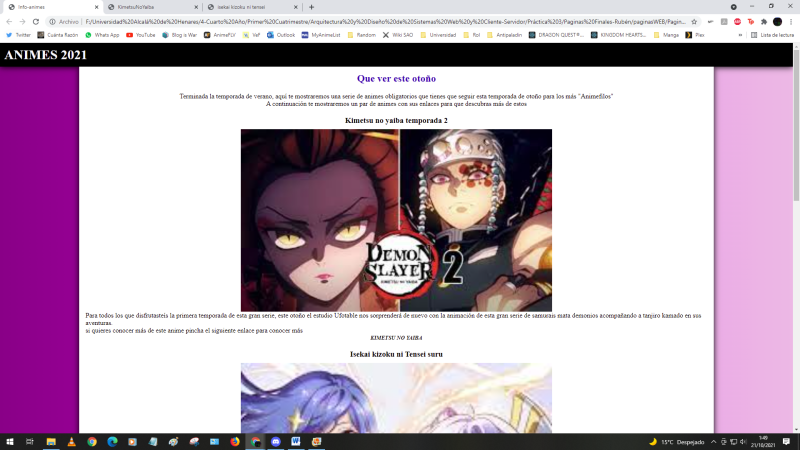 Info-animes
KimetsuNoYaiba
isekai kizoku ni tensei
Archivo | F:/Universidad%20Alcalá%20de%20Henares/4-Cuarto%20Año/Primer%20Cuatrimestre/Arquitectura%20y%20Diseño%20de%20Sistemas%20Web%20y%20Cliente-Servidor/Práctica%203/Paginas%20Finales-Rubén/paginasWEB/Pagin...
Twitter Cuánta Razón Whats App YouTube Blog is War AnimeFLV VeF Outlook MyAnimeList Random Wiki SAO Universidad Rol Antipaladin DRAGON QUEST®... KINGDOM HEARTS... Manga Plex » Lista de lectura
ANIMES 2021
Que ver este otoño
Terminada la temporada de verano, aquí te mostraremos una serie de animes obligatorios que tienes que seguir esta temporada de otoño para los más "Animefilos"
A continuación te mostraremos un par de animes con sus enlaces para que descubras más de estos
Kimetsu no yaiba temporada 2
DEMON
SLAYER
KIMETSU NO YAIBA
2
Para todos los que disfrutasteis la primera temporada de esta gran serie, este otoño el estudio Ufotable nos sorprenderá de nuevo con la animación de esta gran serie de samurais mata demonios acompañando a tanjiro kamado en sus
aventuras.
si quieres conocer más de este anime pincha el siguiente enlace para conocer más
KIMETSU NO YAIBA
Isekai kizoku ni Tensei suru
15°C Despejado
1:49
21/10/2021